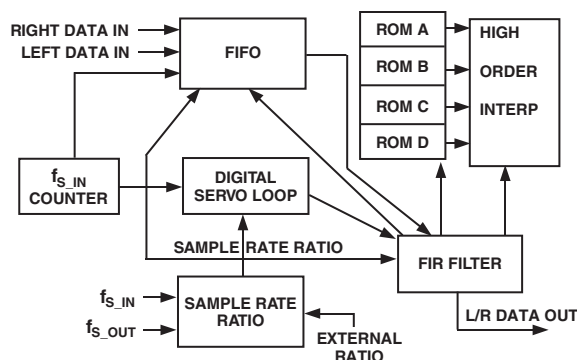 RIGHT DATA IN
LEFT DATA IN
FIFO
ROM A
ROM B
ROM C
ROM D
HIGH
ORDER
INTERP
fS_IN
COUNTER
DIGITAL
SERVO LOOP
SAMPLE RATE RATIO
FIR FILTER
fS_IN
fS_OUT
SAMPLE RATE
RATIO
EXTERNAL
RATIO
L/R DATA OUT